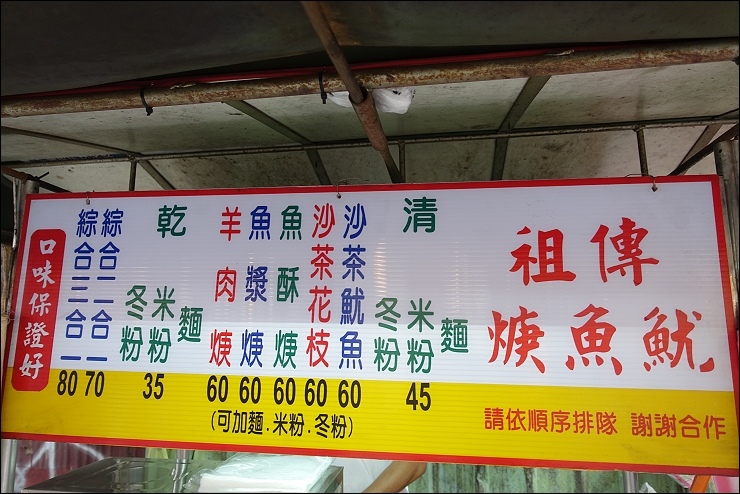 祖傳
魷魚焿
清
麵
米粉
冬粉
45
沙茶魷魚
60
沙茶花枝
60
魚酥焿
60
魚漿焿
60
羊肉焿
60
(可加麵.米粉.冬粉)
乾
麵
米粉
冬粉
35
綜合二合一
70
綜合三合一
80
口味保證好
請依順序排隊 謝謝合作